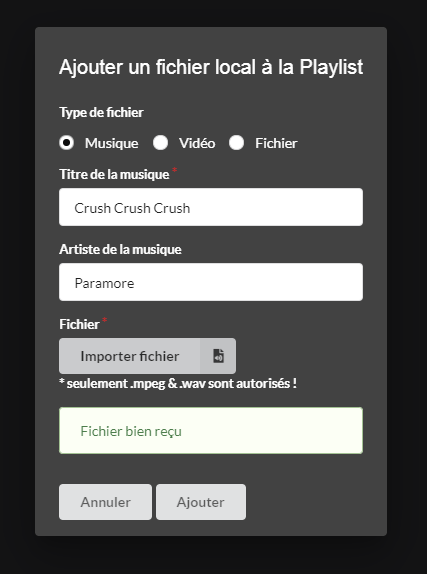 Ajouter un fichier local à la Playlist
Type de fichier
Musique Vidéo Fichier
Titre de la musique *
Crush Crush Crush
Artiste de la musique
Paramore
Fichier *
Importer fichier
* seulement .mpeg & .wav sont autorisés !
Fichier bien reçu
Annuler Ajouter